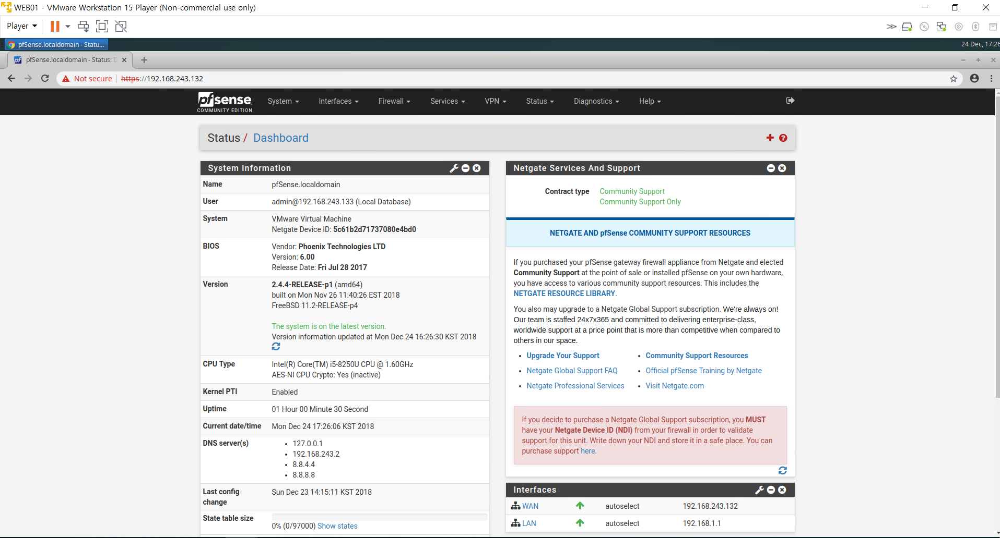 WEB01 - VMware Workstation 15 Player (Non-commercial use only)
Player
pfSense.localdomain - Statu...
24 Dec, 17:26
pfSense.localdomain - Status: D
Not secure
https://192.168.243.132
pfsense
COMMUNITY EDITION
System Interfaces Firewall Services VPN Status Diagnostics Help
Status / Dashboard
System Information
Name pfSense.localdomain
User admin@192.168.243.133 (Local Database)
System VMware Virtual Machine
Netgate Device ID: 5c61b2d71737080e4bd0
BIOS Vendor: Phoenix Technologies LTD
Version: 6.00
Release Date: Fri Jul 28 2017
Version 2.4.4-RELEASE-p1 (amd64)
built on Mon Nov 26 11:40:26 EST 2018
FreeBSD 11.2-RELEASE-p4
The system is on the latest version.
Version information updated at Mon Dec 24 16:26:30 KST 2018
CPU Type Intel(R) Core(TM) i5-8250U CPU @ 1.60GHz
AES-NI CPU Crypto: Yes (inactive)
Kernel PTI Enabled
Uptime 01 Hour 00 Minute 30 Second
Current date/time Mon Dec 24 17:26:06 KST 2018
DNS server(s)
• 127.0.0.1
• 192.168.243.2
• 8.8.4.4
• 8.8.8.8
Last config change Sun Dec 23 14:15:11 KST 2018
State table size
0% (0/97000) Show states
Netgate Services And Support
Contract type Community Support
Community Support Only
NETGATE AND pfSense COMMUNITY SUPPORT RESOURCES
If you purchased your pfSense gateway firewall appliance from Netgate and elected
Community Support at the point of sale or installed pfSense on your own hardware,
you have access to various community support resources. This includes the
NETGATE RESOURCE LIBRARY.
You also may upgrade to a Netgate Global Support subscription. We're always on!
Our team is staffed 24x7x365 and committed to delivering enterprise-class,
worldwide support at a price point that is more than competitive when compared to
others in our space.
• Upgrade Your Support
• Netgate Global Support FAQ
• Netgate Professional Services
• Community Support Resources
• Official pfSense Training by Netgate
• Visit Netgate.com
If you decide to purchase a Netgate Global Support subscription, you MUST
have your Netgate Device ID (NDI) from your firewall in order to validate
support for this unit. Write down your NDI and store it in a safe place. You can
purchase support here.
Interfaces
WAN autoselect 192.168.243.132
LAN autoselect 192.168.1.1